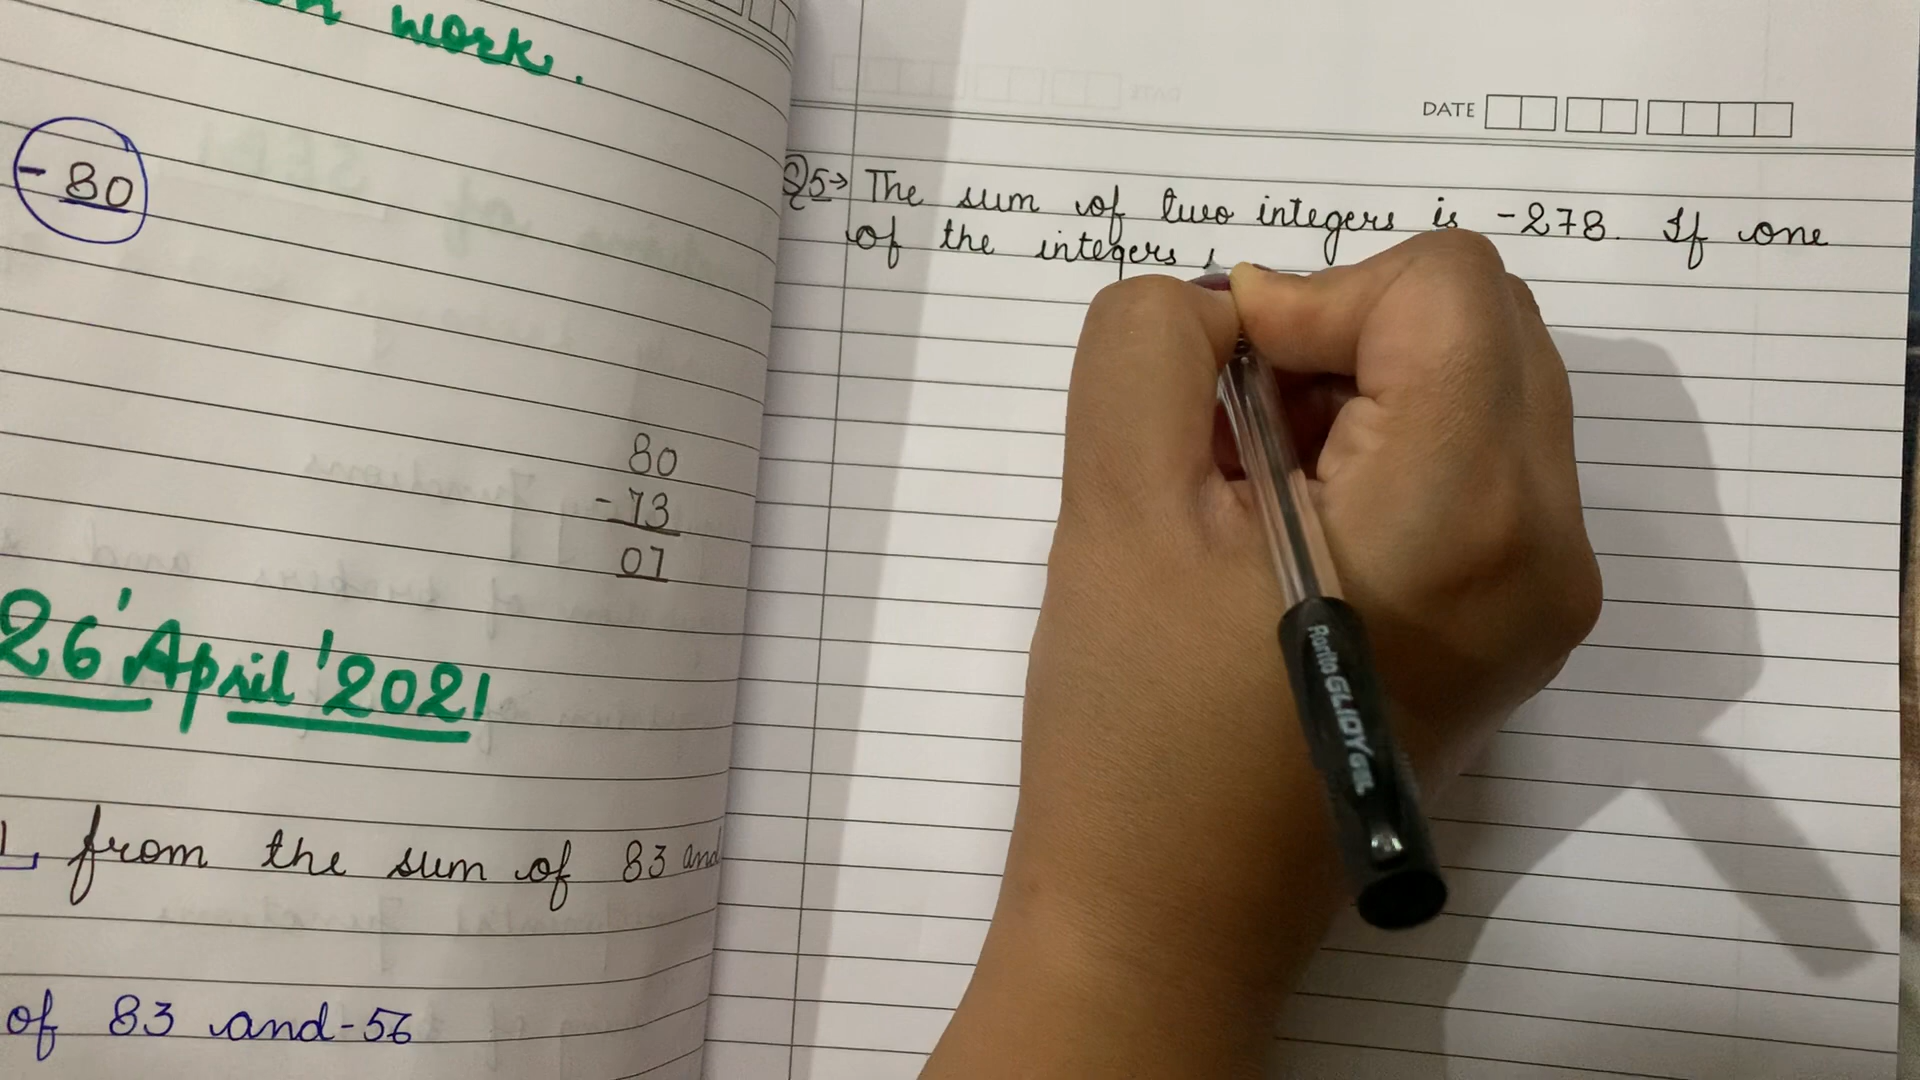 work.
- 80
80
- 73
07
26 April '2021
from the sum of 83 and
of 83 and -56
DATE
Q5→ The sum of two integers is -278. If one
of the integers
Rorito GLIDY GEL